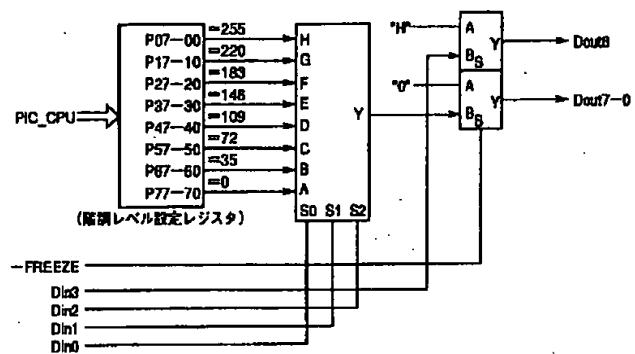 P07-00 =255 H
P17-10 =220 G
P27-20 =183 F
P37-30 =146 E
P47-40 =109 D
P57-50 =72 C
P67-60 =35 B
P77-70 =0 A
PIC_CPU
Y
S0 S1 S2
(階調レベル設定レジスタ)
"H" A
Y Dout8
B S
"0" A
Y Dout7-0
B S
-FREEZE
Din3
Din2
Din1
Din0